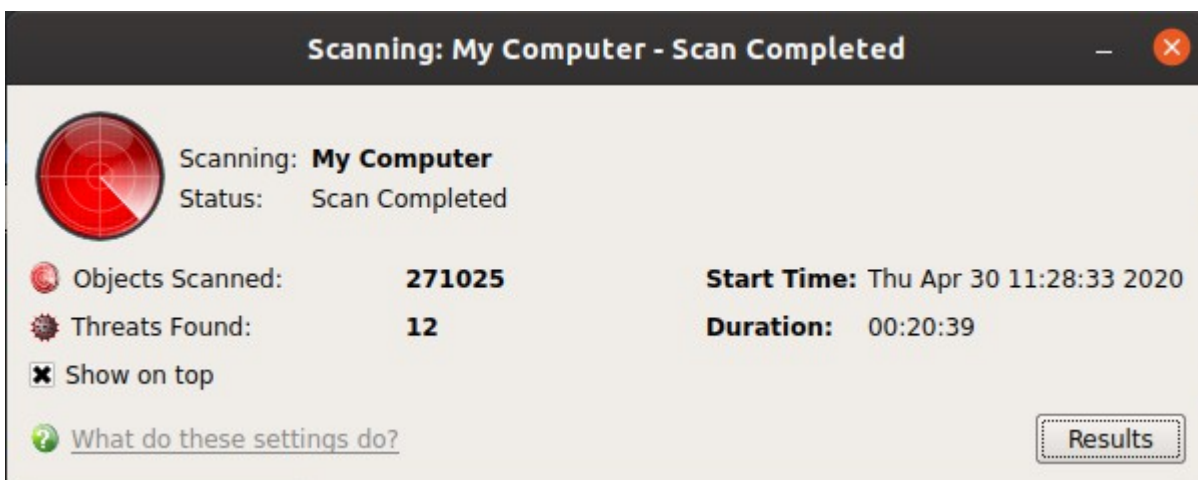 Scanning: My Computer - Scan Completed
Scanning: My Computer
Status: Scan Completed
Objects Scanned: 271025 Start Time: Thu Apr 30 11:28:33 2020
Threats Found: 12 Duration: 00:20:39
Show on top
What do these settings do?
Results